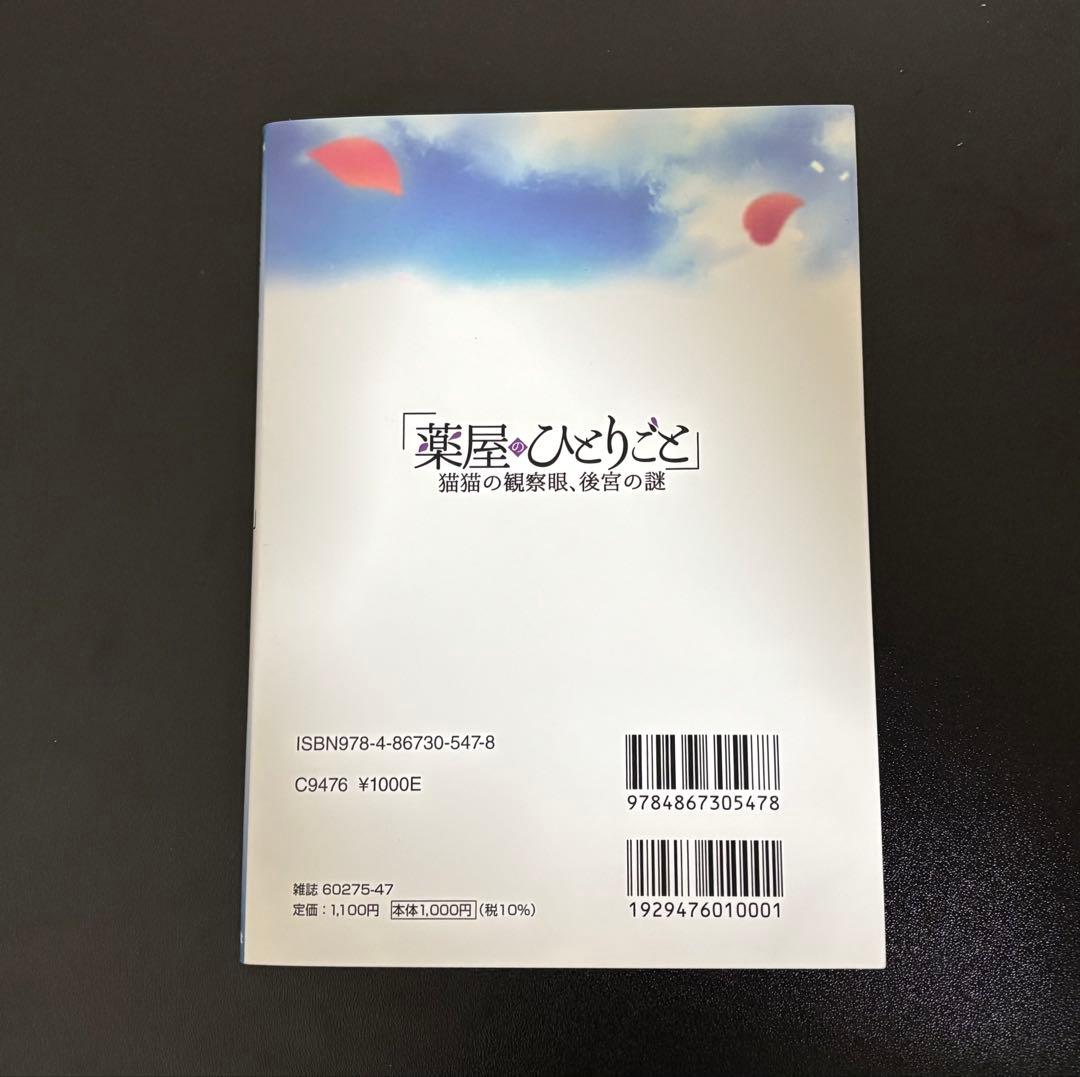 「薬屋のひとりごと」
猫猫の観察眼、後宮の謎
ISBN978-4-86730-547-8
C9476 ¥1000E
9784867305478
1929476010001
雑誌 60275-47
定価：1,100円 本体1,000円（税10%）